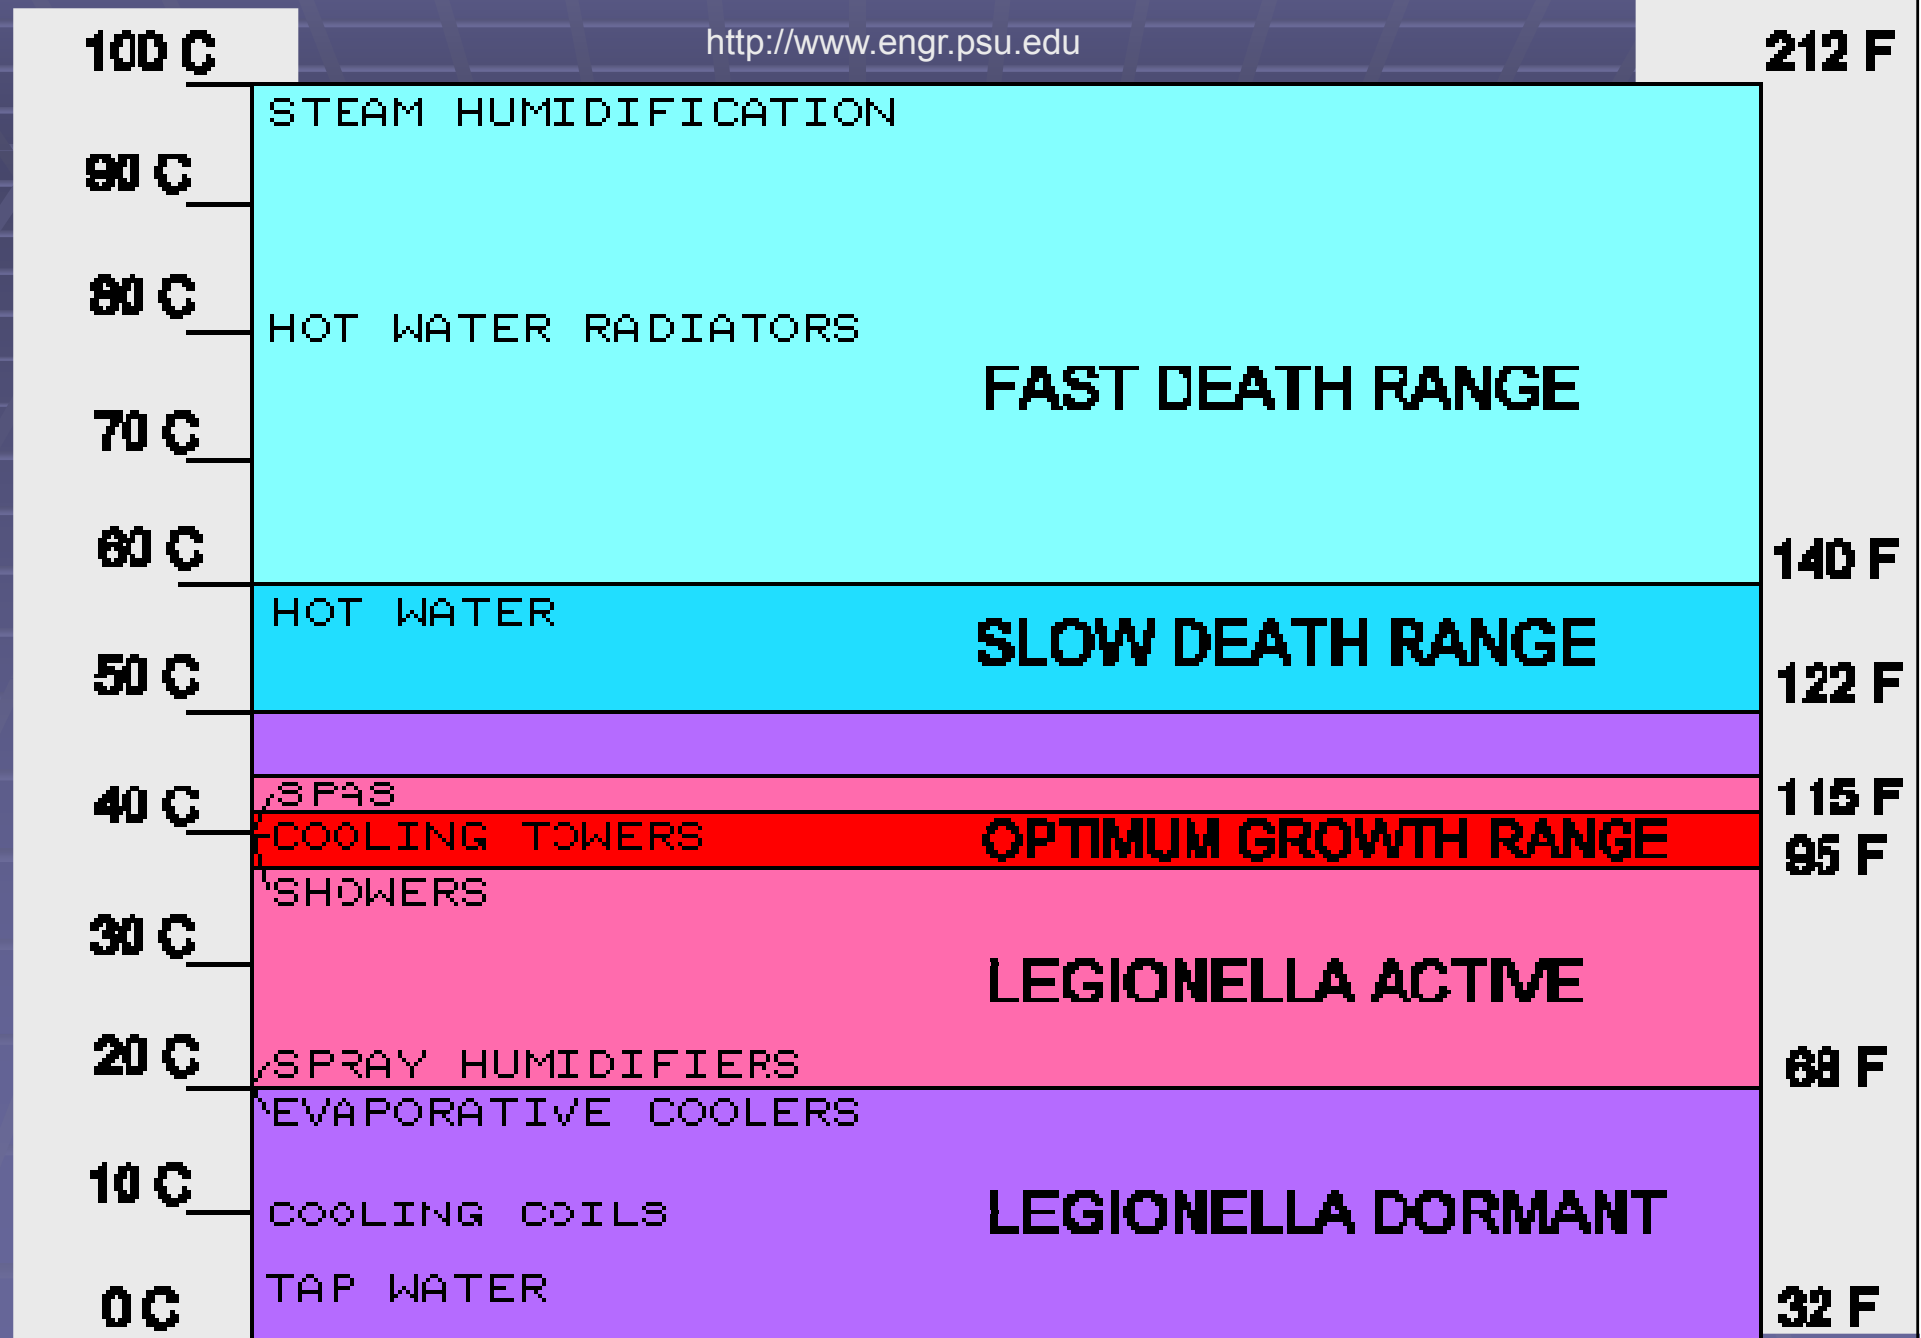 http://www.engr.psu.edu
100 C
212 F
STEAM HUMIDIFICATION
90 C
80 C
HOT WATER RADIATORS
FAST DEATH RANGE
70 C
60 C
140 F
HOT WATER
SLOW DEATH RANGE
50 C
122 F
SPAS
40 C
115 F
COOLING TOWERS
OPTIMUM GROWTH RANGE
95 F
SHOWERS
30 C
LEGIONELLA ACTIVE
20 C
SPRAY HUMIDIFIERS
68 F
EVAPORATIVE COOLERS
10 C
COOLING COILS
LEGIONELLA DORMANT
TAP WATER
0 C
32 F